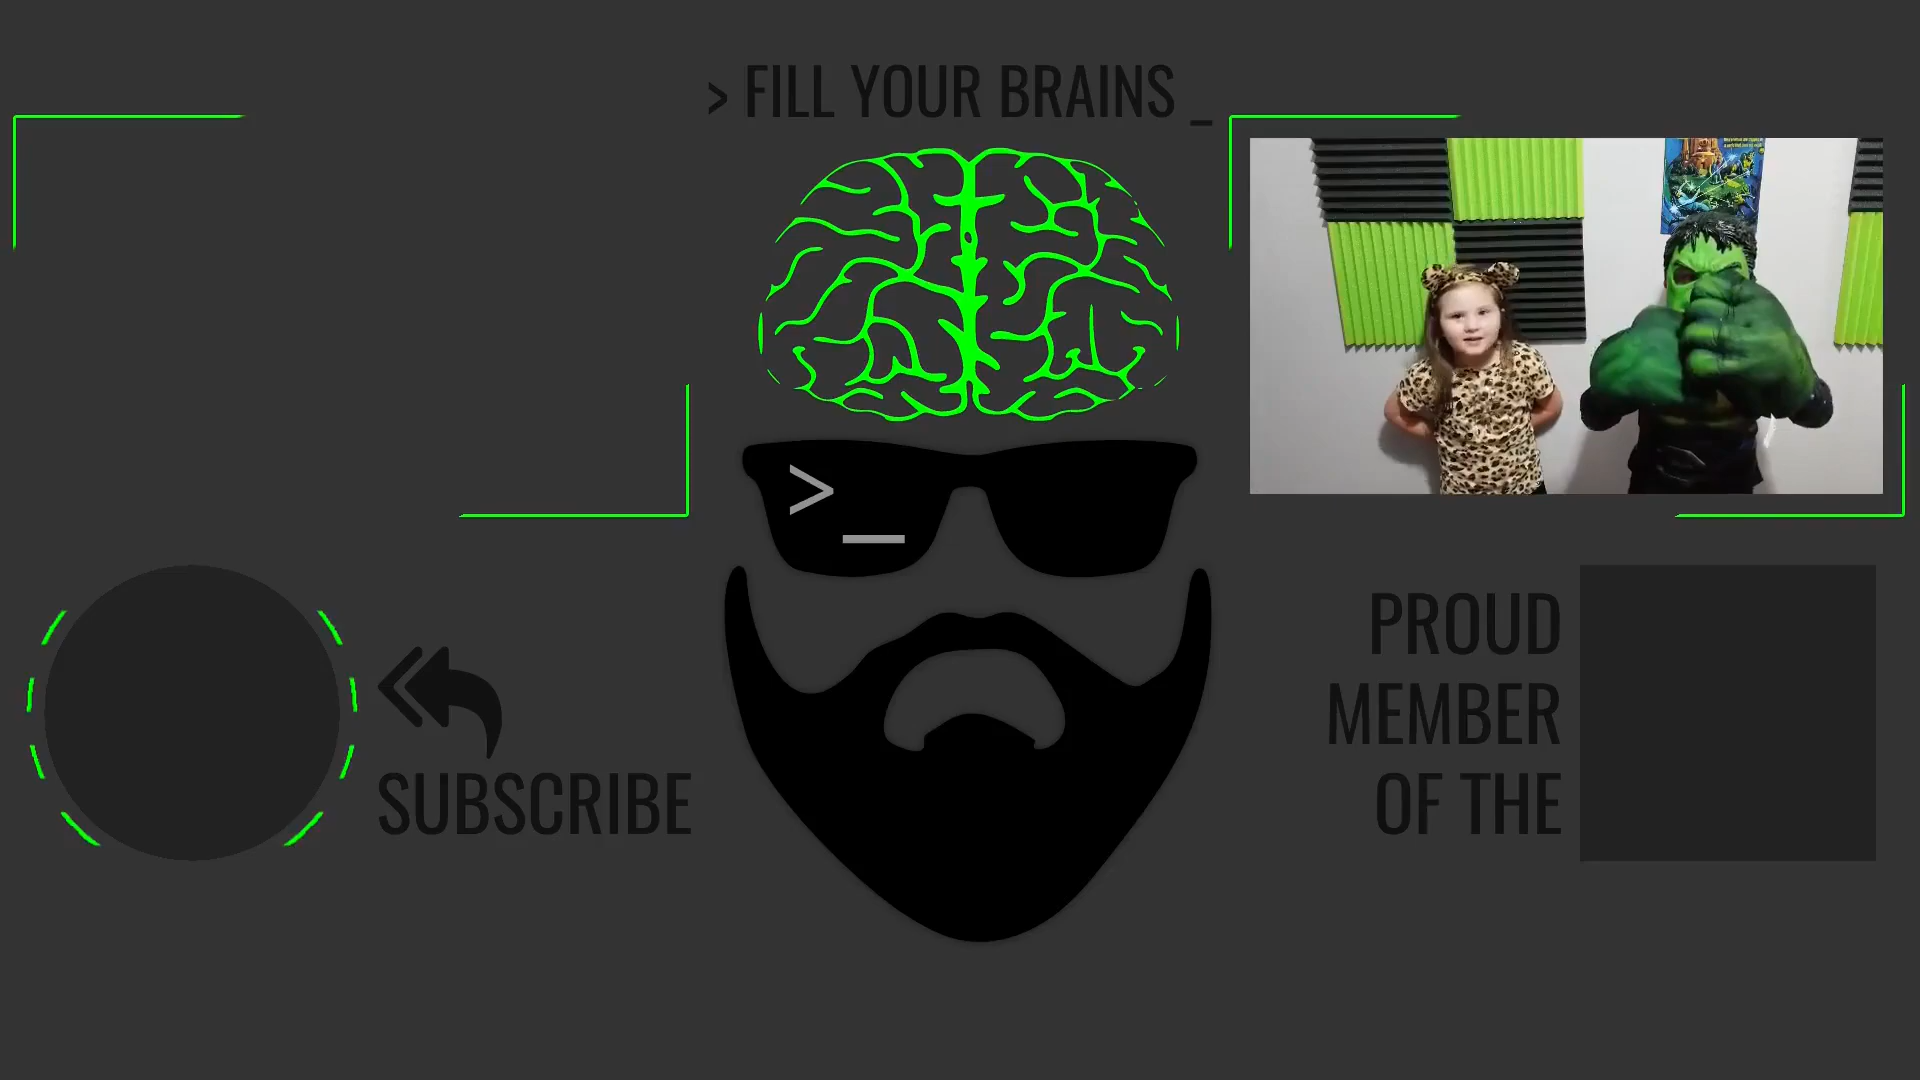 > FILL YOUR BRAINS _
>_
SUBSCRIBE
PROUD
MEMBER
OF THE